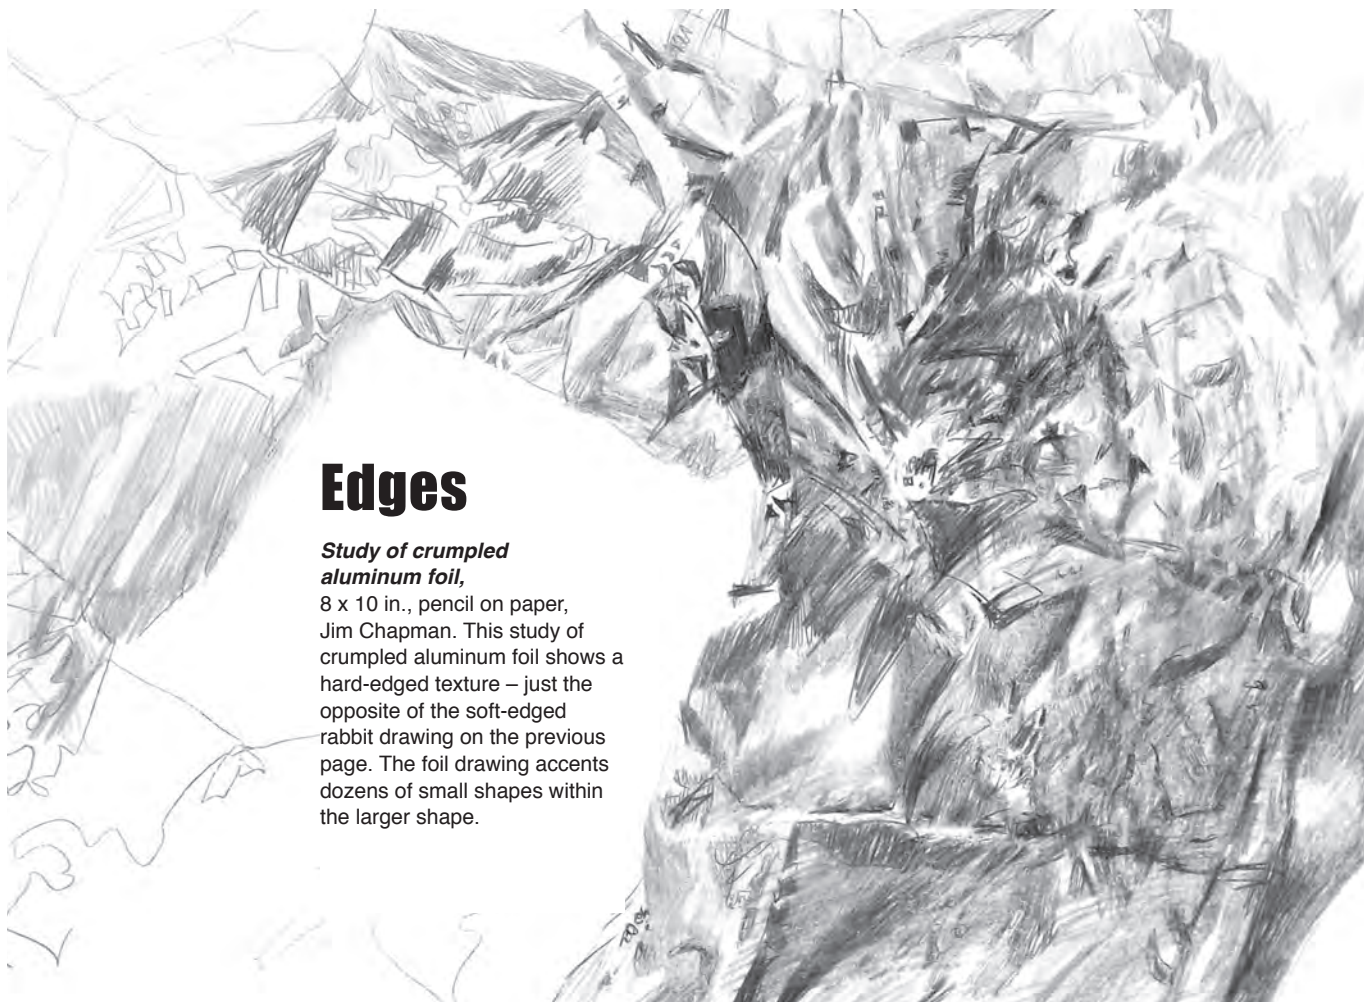 Edges
Study of crumpled
aluminum foil,
8 x 10 in., pencil on paper,
Jim Chapman. This study of
crumpled aluminum foil shows a
hard-edged texture – just the
opposite of the soft-edged
rabbit drawing on the previous
page. The foil drawing accents
dozens of small shapes within
the larger shape.